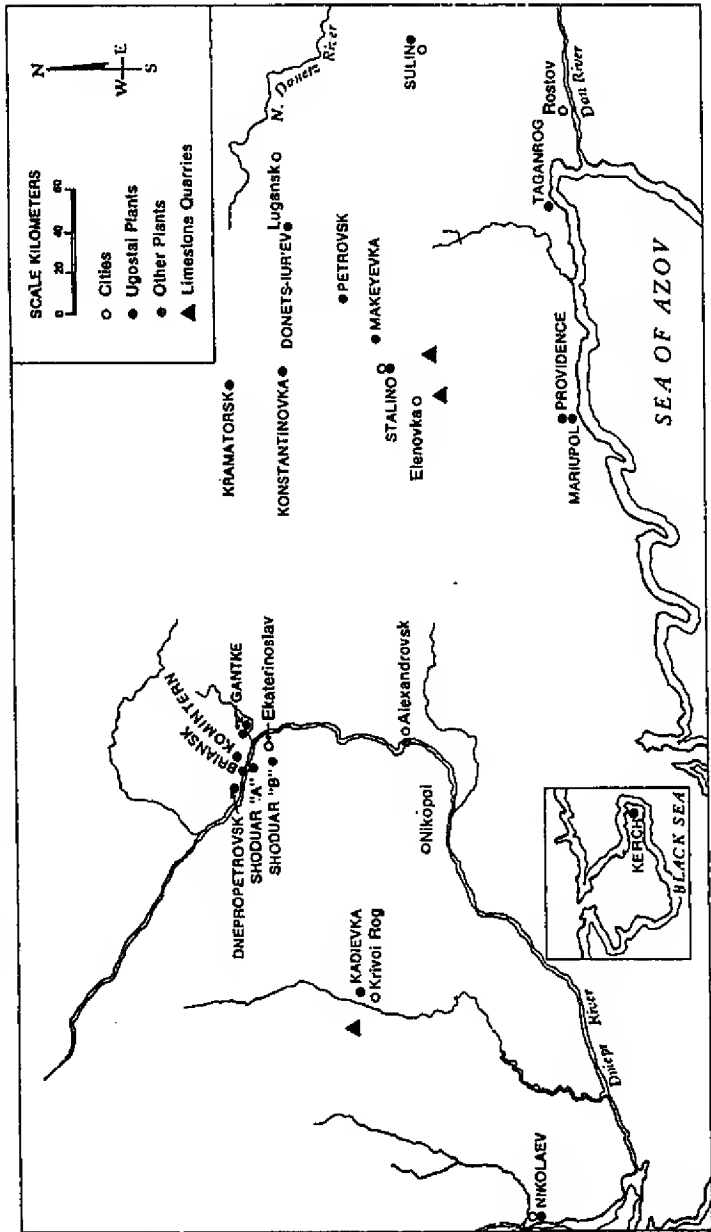 N
W E
S
SCALE KILOMETERS
0 20 40 60
Cities
Ugostal Plants
Other Plants
Limestone Quarries
N. Donetz River
SULIN
Lugansk
DONETS-IUR'EV
PETROVSK
MAKEYEVKA
KRAMATORSK
KONSTANTINOVKA
STALINO
Elenovka
TAGANROG
Rostov
Don River
PROVIDENCE
MARIUPOL
SEA OF AZOV
BRIANSK
KOMINTERN
GANTKE
Ekaterinoslav
DNEPROPETROVSK
SHODUAR "A"
SHODUAR "B"
Alexandrovsk
Nikopol
KADIEVKA
Krivoi Rog
Dniepr River
NIKOLAEV
KERCH
BLACK SEA